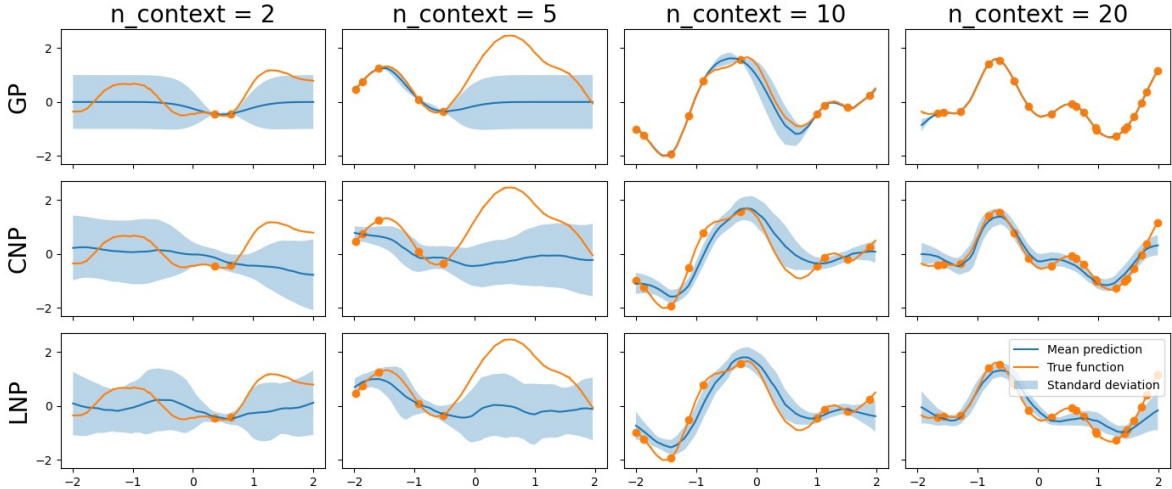 n_context = 2 n_context = 5 n_context = 10 n_context = 20
GP
2
0
−2
CNP
2
0
−2
LNP
2
0
−2
Mean prediction
True function
Standard deviation
−2 −1 0 1 2 −2 −1 0 1 2 −2 −1 0 1 2 −2 −1 0 1 2